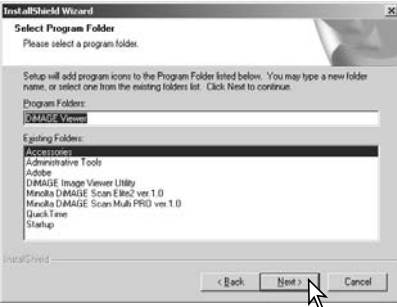 InstallShield Wizard
Select Program Folder
Please select a program folder.
Setup will add program icons to the Program Folder listed below. You may type a new folder
name, or select one from the existing folders list. Click Next to continue.
Program Folders:
DiMAGE Viewer
Existing Folders:
Accessories
Administrative Tools
Adobe
DiMAGE Image Viewer Utility
Minolta DiMAGE Scan Elite2 ver.1.0
Minolta DiMAGE Scan Multi PRO ver.1.0
QuickTime
Startup
InstallShield
< Back Next > Cancel